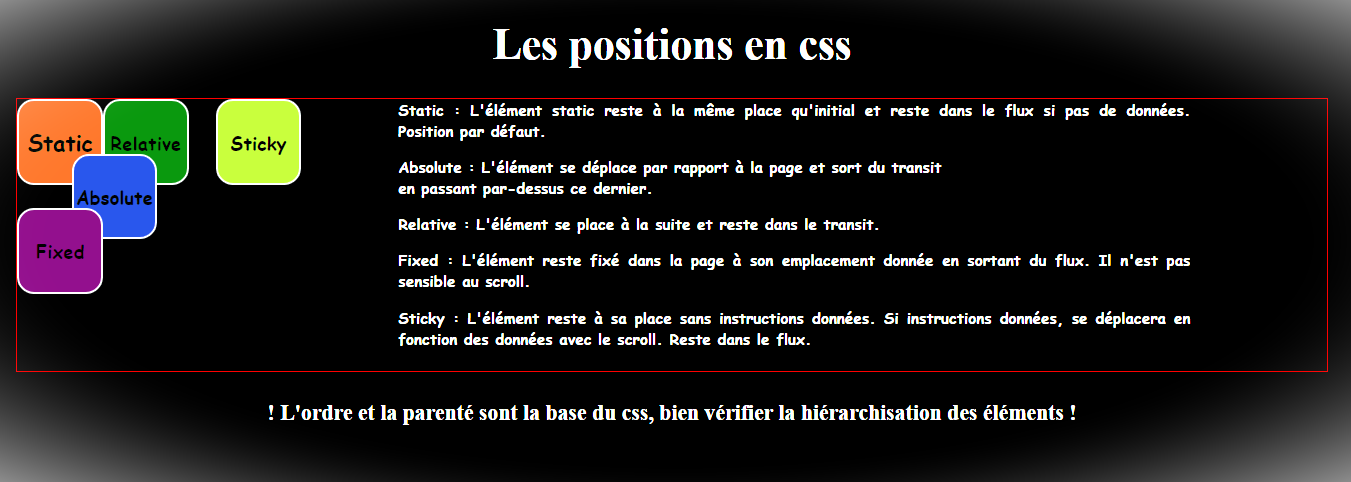 Les positions en css
Static
Relative
Sticky
Absolute
Fixed
Static : L'élément static reste à la même place qu'initial et reste dans le flux si pas de données.
Position par défaut.
Absolute : L'élément se déplace par rapport à la page et sort du transit
en passant par-dessus ce dernier.
Relative : L'élément se place à la suite et reste dans le transit.
Fixed : L'élément reste fixé dans la page à son emplacement donnée en sortant du flux. Il n'est pas
sensible au scroll.
Sticky : L'élément reste à sa place sans instructions données. Si instructions données, se déplacera en
fonction des données avec le scroll. Reste dans le flux.
! L'ordre et la parenté sont la base du css, bien vérifier la hiérarchisation des éléments !